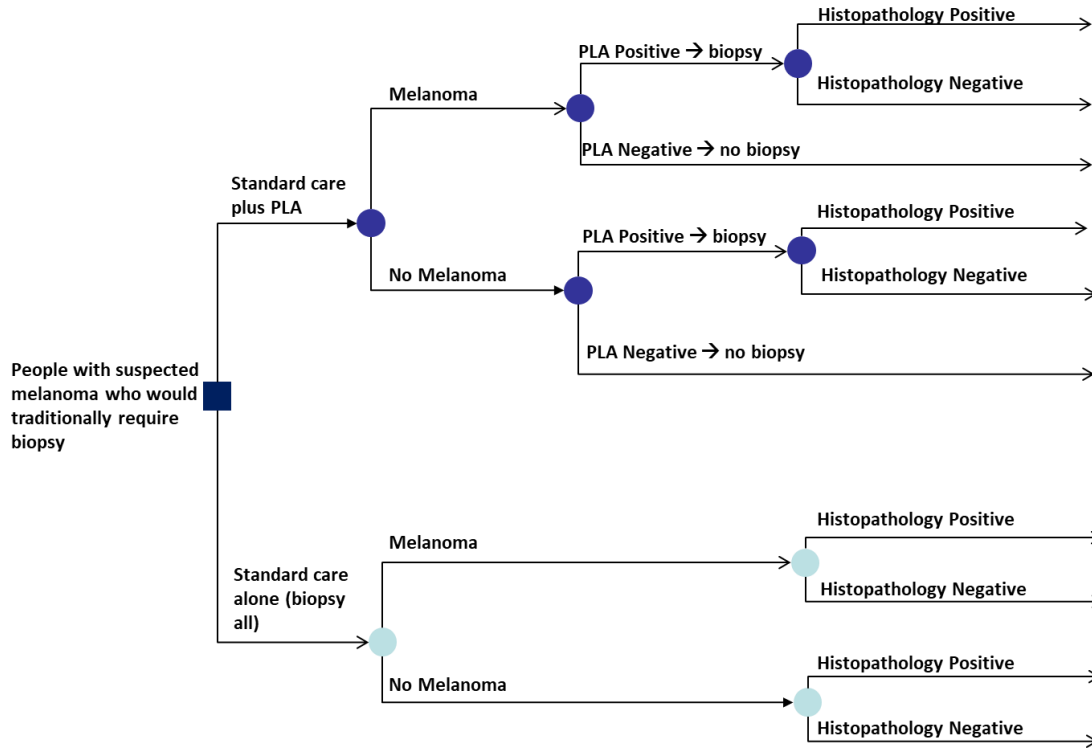 Histopathology Positive
PLA Positive → biopsy
Histopathology Negative
Melanoma
PLA Negative → no biopsy
Standard care
plus PLA
Histopathology Positive
PLA Positive → biopsy
No Melanoma
Histopathology Negative
PLA Negative → no biopsy
People with suspected
melanoma who would
traditionally require
biopsy
Histopathology Positive
Melanoma
Standard care
alone (biopsy
all)
Histopathology Negative
Histopathology Positive
No Melanoma
Histopathology Negative